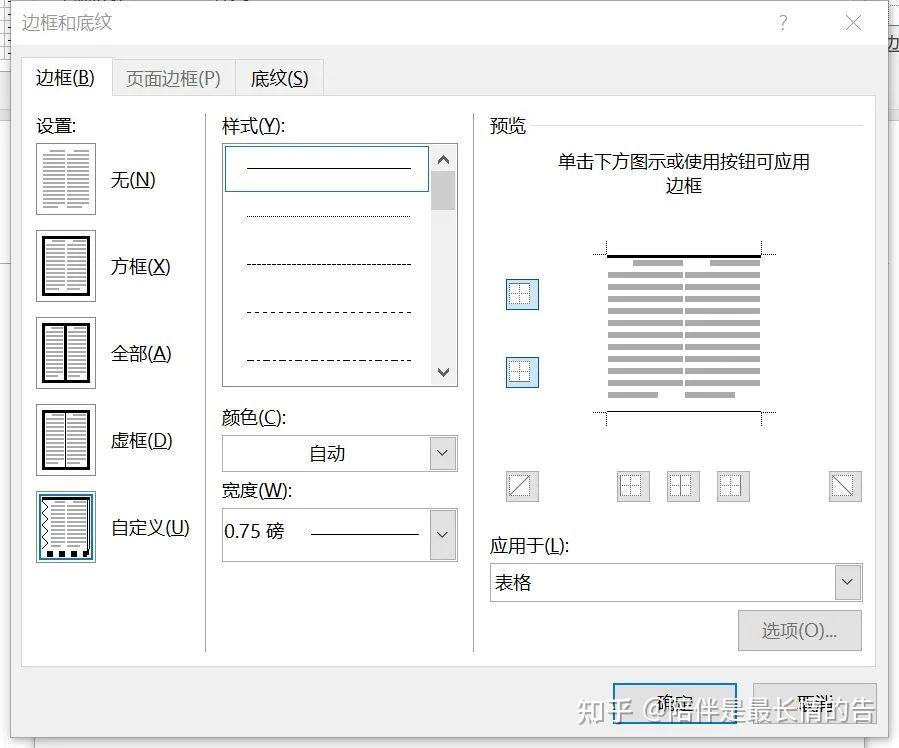 边框和底纹
?
边框(B)
页面边框(P)
底纹(S)
设置:
无(N)
方框(X)
全部(A)
虚框(D)
自定义(U)
样式(Y):
颜色(C):
自动
宽度(W):
0.75 磅
预览
单击下方图示或使用按钮可应用
边框
应用于(L):
表格
选项(O)...
确定
取消
知乎 @陪伴是最长情的告
边